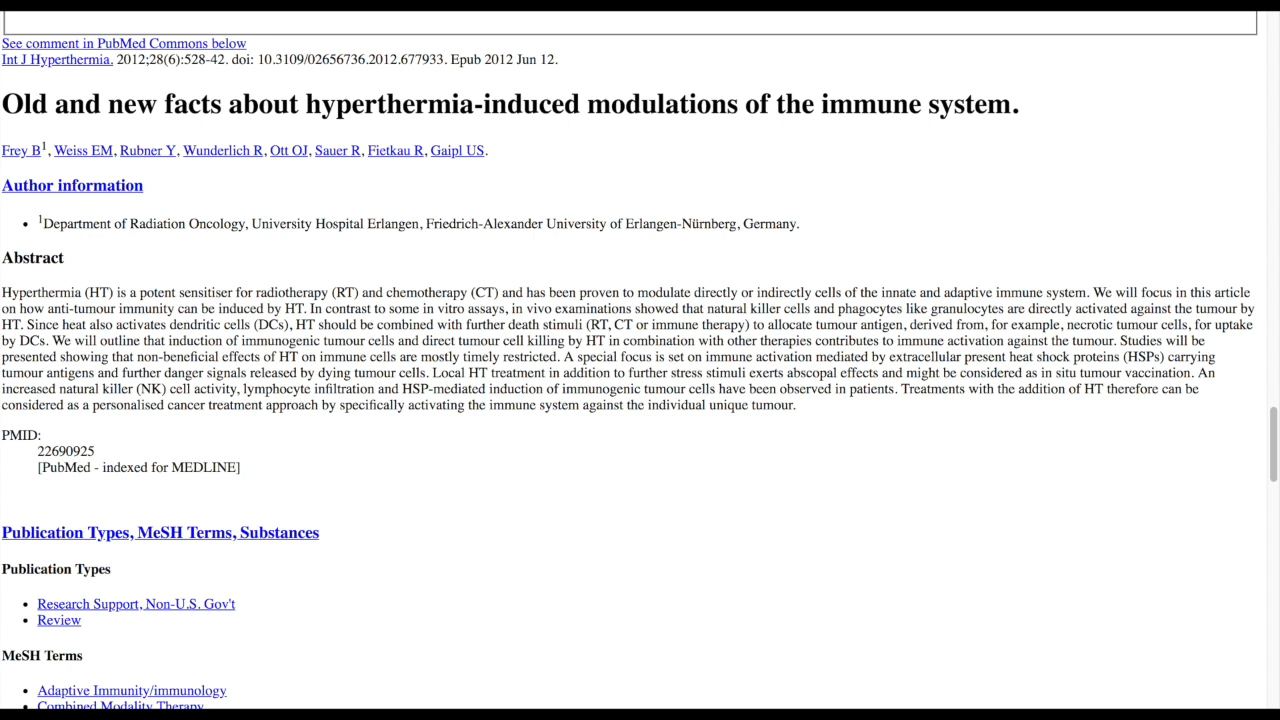 See comment in PubMed Commons below
Int J Hyperthermia. 2012;28(6):528-42. doi: 10.3109/02656736.2012.677933. Epub 2012 Jun 12.
Old and new facts about hyperthermia-induced modulations of the immune system.
Frey B1, Weiss EM, Rubner Y, Wunderlich R, Ott OJ, Sauer R, Fietkau R, Gaipl US.
Author information
• 1Department of Radiation Oncology, University Hospital Erlangen, Friedrich-Alexander University of Erlangen-Nürnberg, Germany.
Abstract
Hyperthermia (HT) is a potent sensitiser for radiotherapy (RT) and chemotherapy (CT) and has been proven to modulate directly or indirectly cells of the innate and adaptive immune system. We will focus in this article
on how anti-tumour immunity can be induced by HT. In contrast to some in vitro assays, in vivo examinations showed that natural killer cells and phagocytes like granulocytes are directly activated against the tumour by
HT. Since heat also activates dendritic cells (DCs), HT should be combined with further death stimuli (RT, CT or immune therapy) to allocate tumour antigen, derived from, for example, necrotic tumour cells, for uptake
by DCs. We will outline that induction of immunogenic tumour cells and direct tumour cell killing by HT in combination with other therapies contributes to immune activation against the tumour. Studies will be
presented showing that non-beneficial effects of HT on immune cells are mostly timely restricted. A special focus is set on immune activation mediated by extracellular present heat shock proteins (HSPs) carrying
tumour antigens and further danger signals released by dying tumour cells. Local HT treatment in addition to further stress stimuli exerts abscopal effects and might be considered as in situ tumour vaccination. An
increased natural killer (NK) cell activity, lymphocyte infiltration and HSP-mediated induction of immunogenic tumour cells have been observed in patients. Treatments with the addition of HT therefore can be
considered as a personalised cancer treatment approach by specifically activating the immune system against the individual unique tumour.
PMID:
22690925
[PubMed - indexed for MEDLINE]
Publication Types, MeSH Terms, Substances
Publication Types
• Research Support, Non-U.S. Gov't
• Review
MeSH Terms
• Adaptive Immunity/immunology
• Combined Modality Therapy